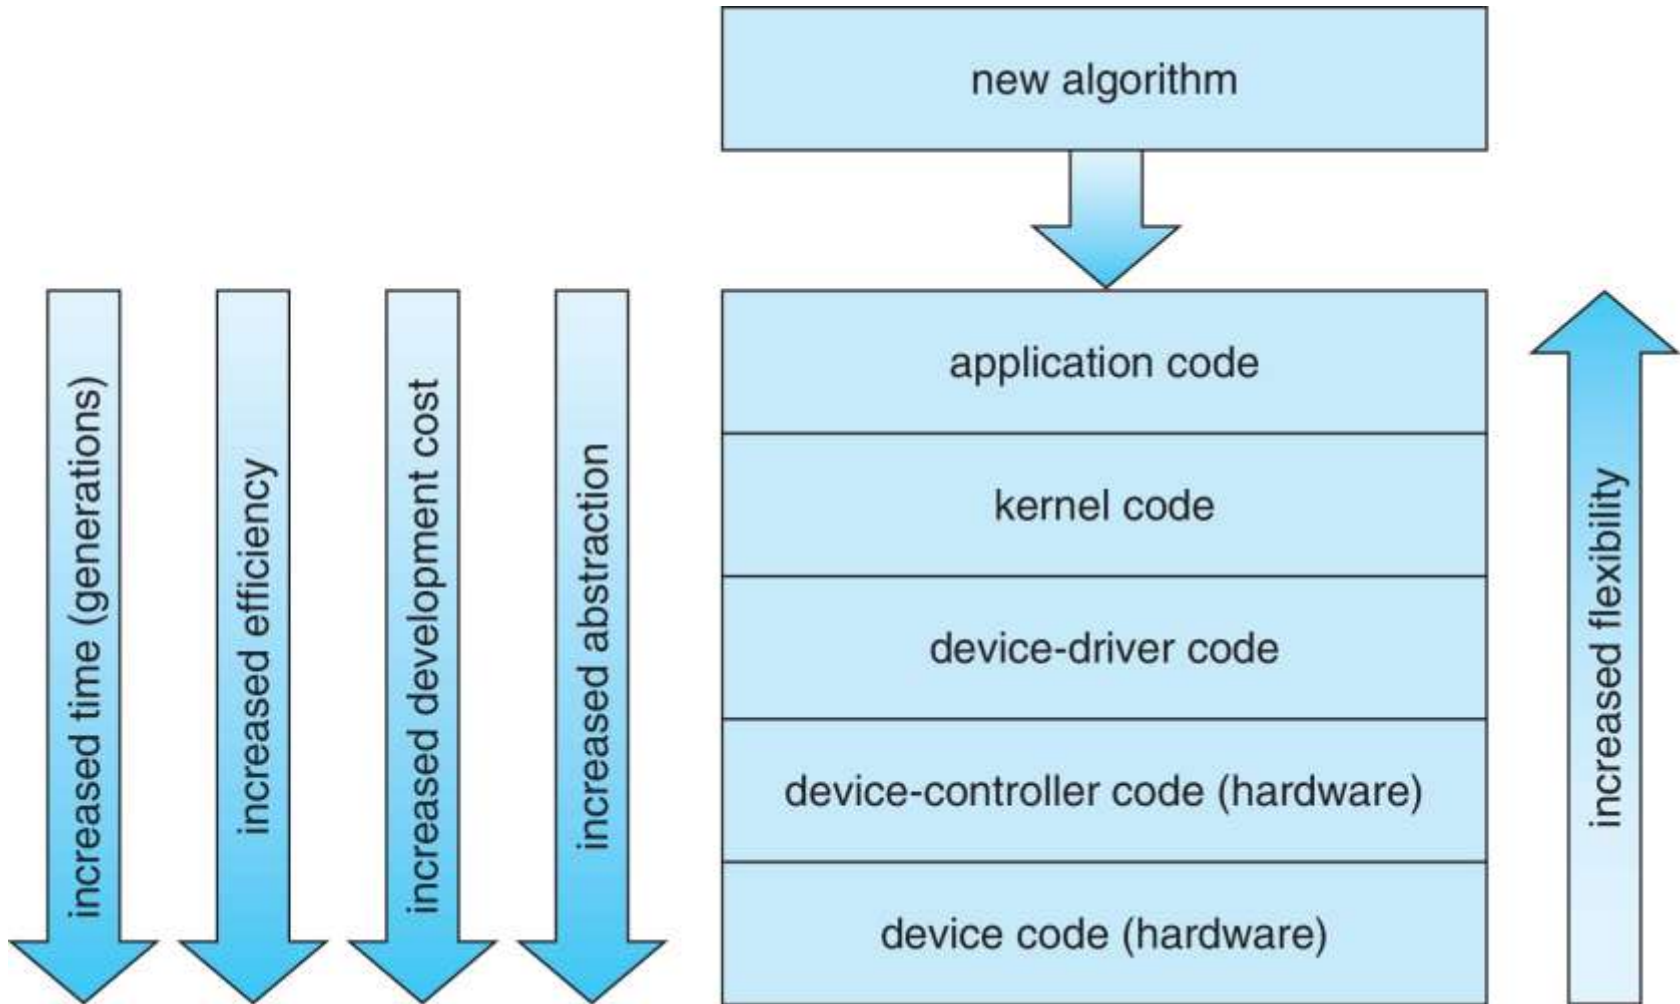 new algorithm
increased time (generations)
increased efficiency
increased development cost
increased abstraction
application code
kernel code
device-driver code
device-controller code (hardware)
device code (hardware)
increased flexibility